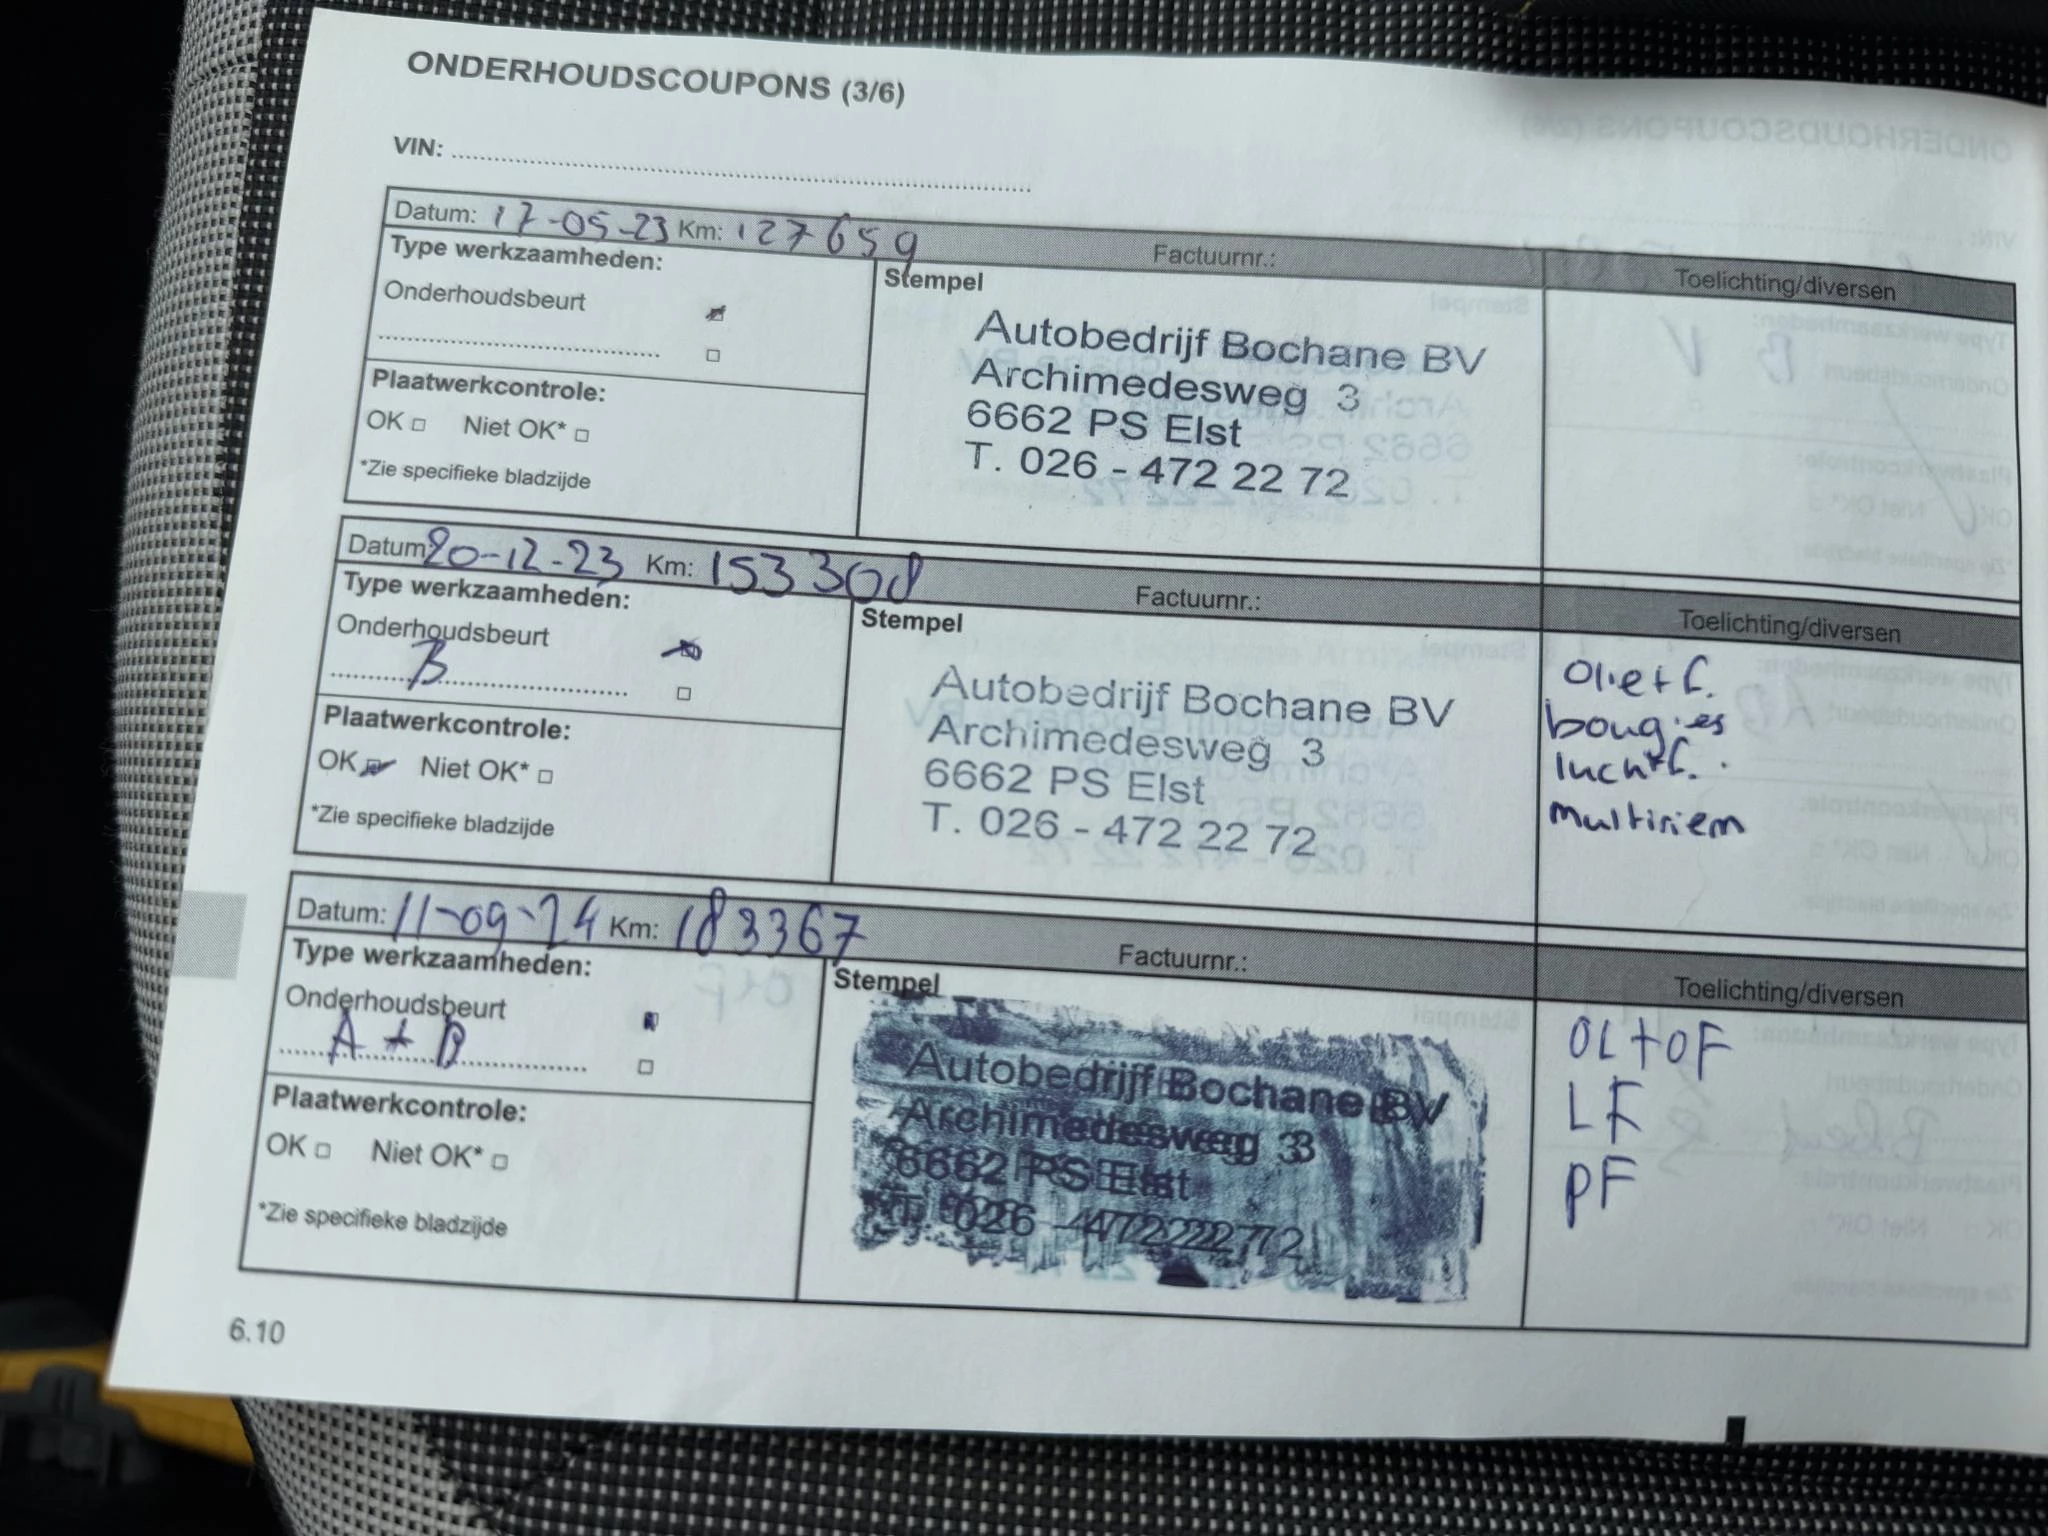 ONDERHOUDSCOUPONS (3/6)
VIN:
Datum: 17-05-23 Km: 127659 Factuurnr.: Toelichting/diversen
Type werkzaamheden:
Stempel
Onderhoudsbeurt
Autobedrijf Bochane BV
Archimedesweg 3
6662 PS Elst
T. 026 - 472 22 72
Plaatwerkcontrole:
OK Niet OK*
*Zie specifieke bladzijde
Datum: 20-12-23 Km: 153308 Factuurnr.: Toelichting/diversen
Type werkzaamheden:
Stempel
Onderhoudsbeurt
B
Autobedrijf Bochane BV
Archimedesweg 3
6662 PS Elst
T. 026 - 472 22 72
Olie+f.
bougies
luchtf.
multiriem
Plaatwerkcontrole:
OK Niet OK*
*Zie specifieke bladzijde
Datum: 11-09-24 Km: 183367 Factuurnr.: Toelichting/diversen
Type werkzaamheden:
Stempel
Onderhoudsbeurt
A + B
Autobedrijf Bochane BV
Archimedesweg 3
6662 PS Elst
T. 026 - 472 22 72
OL+OF
LF
PF
Plaatwerkcontrole:
OK Niet OK*
*Zie specifieke bladzijde
6.10